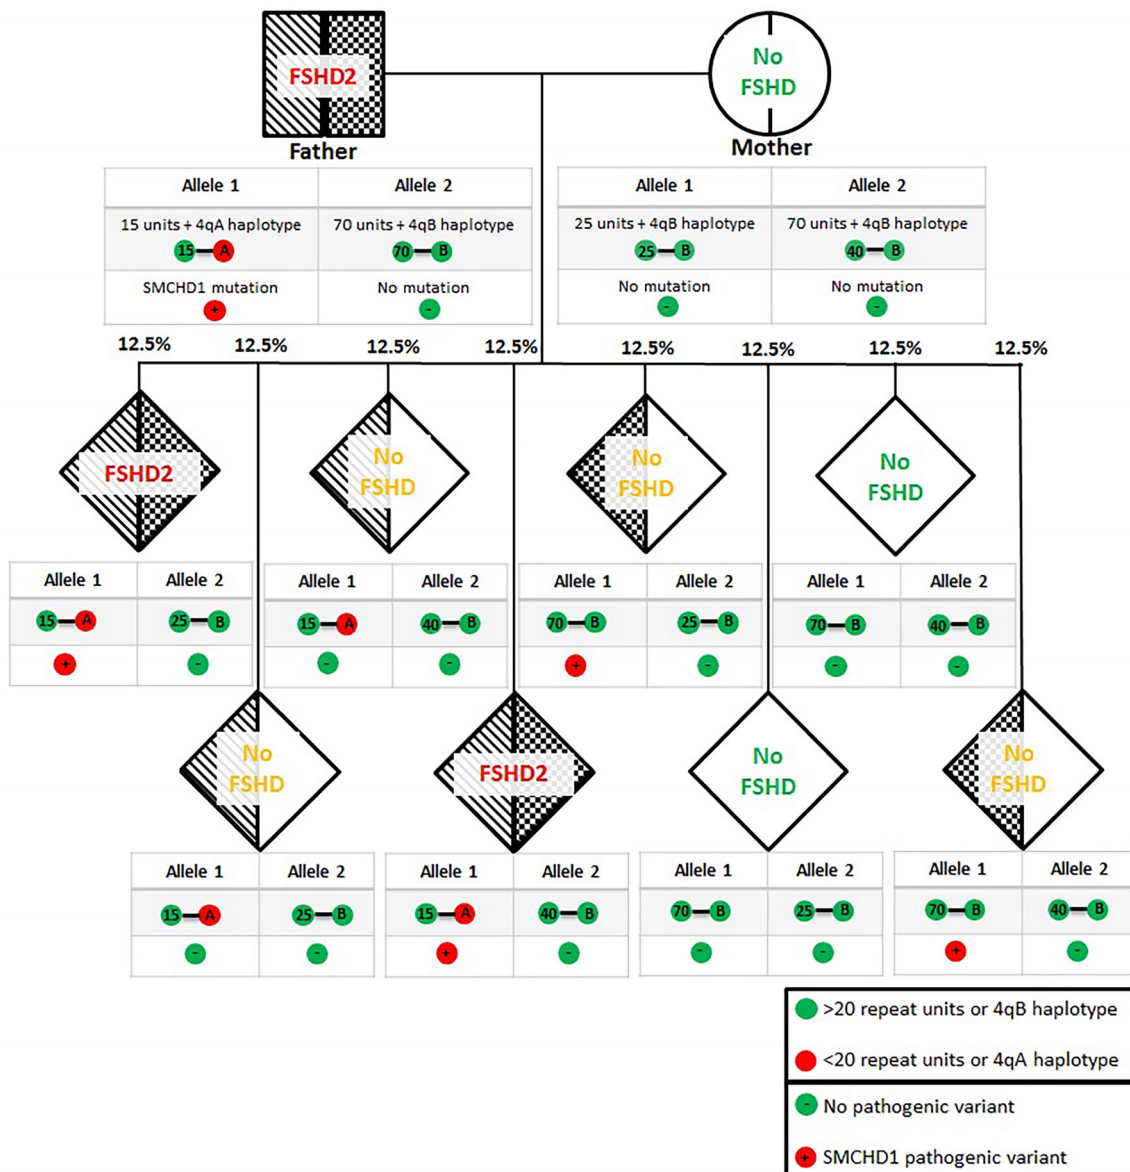 FSHD2
No
FSHD
Father
Mother
Allele 1
Allele 2
15 units + 4qA haplotype
70 units + 4qB haplotype
15
A
70
B
SMCHD1 mutation
No mutation
+
-
Allele 1
Allele 2
25 units + 4qB haplotype
70 units + 4qB haplotype
25
B
40
B
No mutation
No mutation
-
-
12.5%
12.5%
12.5%
12.5%
12.5%
12.5%
12.5%
12.5%
FSHD2
No
FSHD
No
FSHD
No
FSHD
Allele 1
Allele 2
15
A
25
B
+
-
Allele 1
Allele 2
15
A
40
B
-
-
Allele 1
Allele 2
70
B
25
B
+
-
Allele 1
Allele 2
70
B
40
B
-
-
No
FSHD
FSHD2
No
FSHD
No
FSHD
Allele 1
Allele 2
15
A
25
B
-
-
Allele 1
Allele 2
15
A
40
B
+
-
Allele 1
Allele 2
70
B
25
B
-
-
Allele 1
Allele 2
70
B
40
B
+
-
>20 repeat units or 4qB haplotype
<20 repeat units or 4qA haplotype
- No pathogenic variant
+ SMCHD1 pathogenic variant